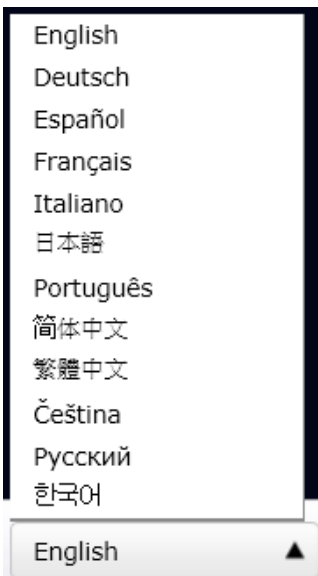 English
Deutsch
Español
Français
Italiano
日本語
Português
简体中文
繁體中文
Čeština
Русский
한국어
English